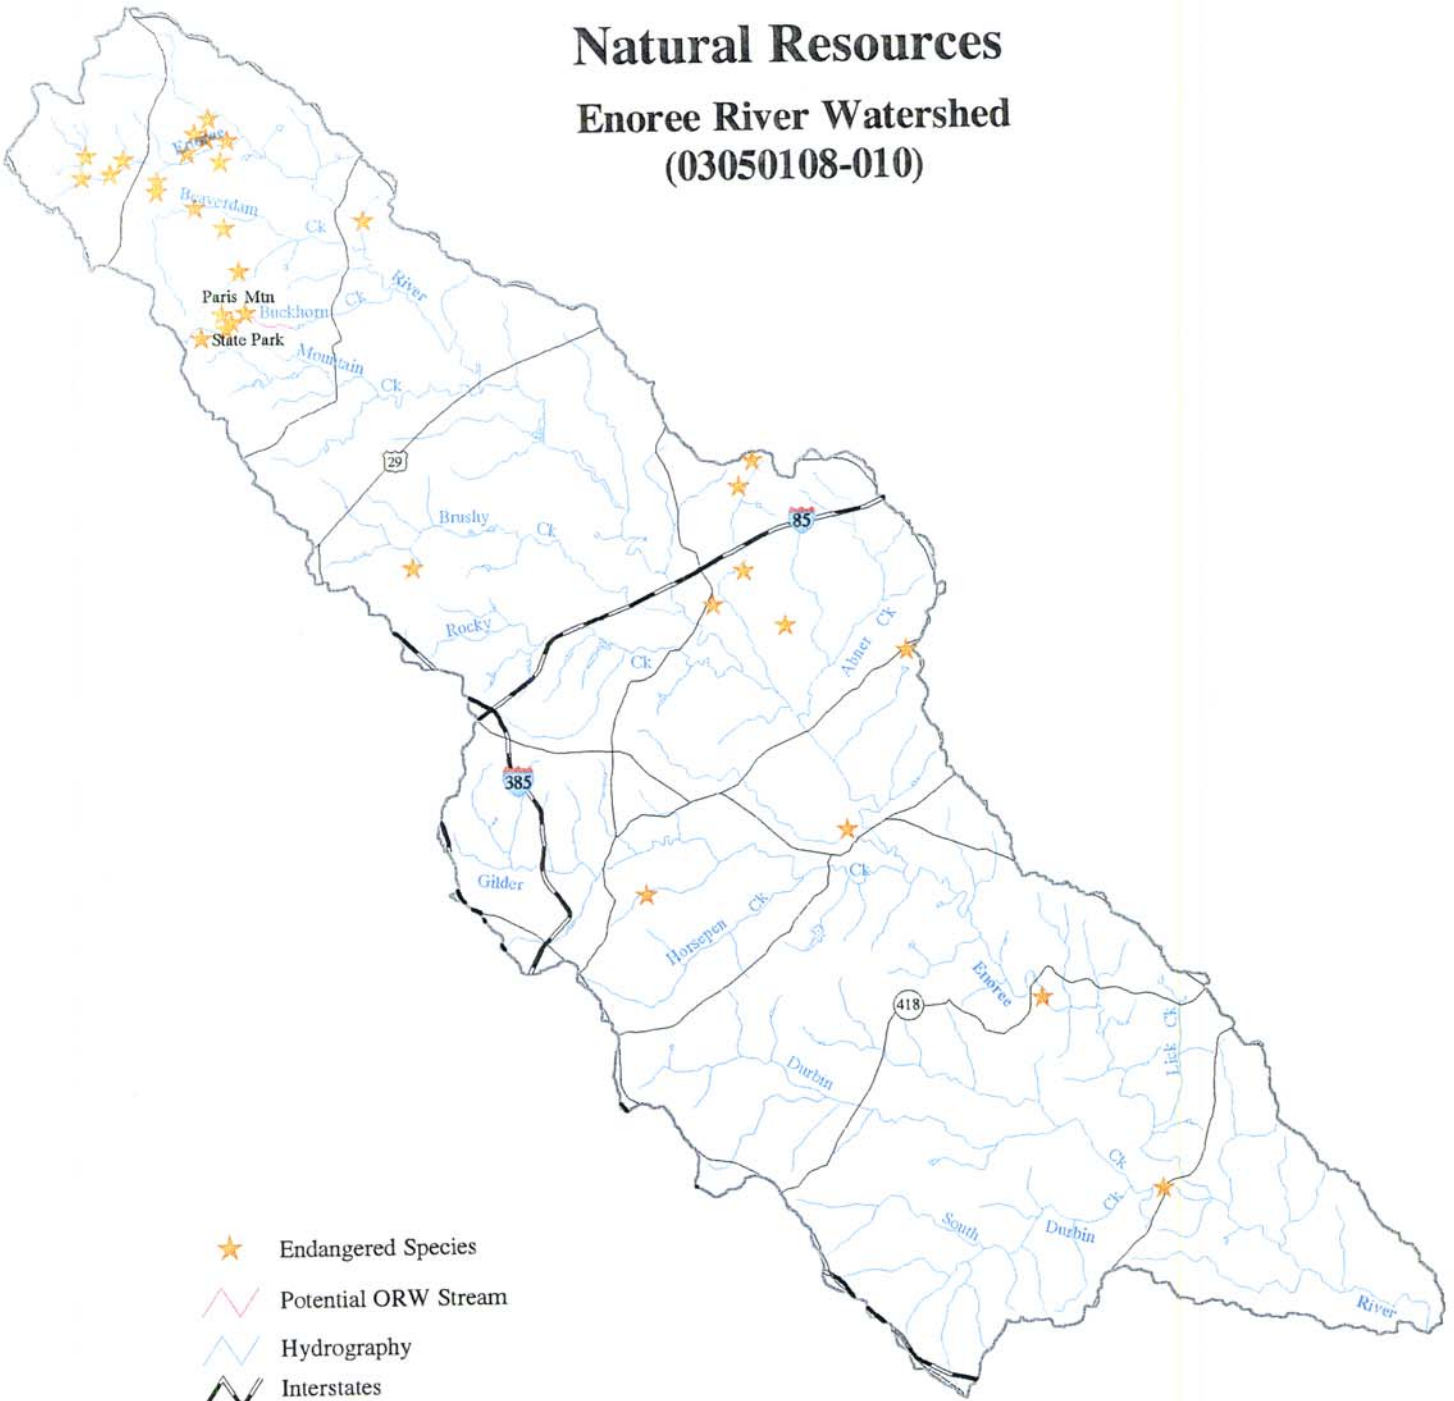 Natural Resources
Enoree River Watershed
(03050108-010)
Enoree
Beaverdam
Ck
River
Paris Mtn
Buckhorn
Ck
State Park
Mountain
Ck
29
Brushy
Ck
85
Rocky
Ck
Abner Ck
385
Gilder
Ck
Horsepen Ck
Enoree
418
Lick Ck
Durbin
Ck
Ck
South
Durbin
River
Endangered Species
Potential ORW Stream
Hydrography
Interstates